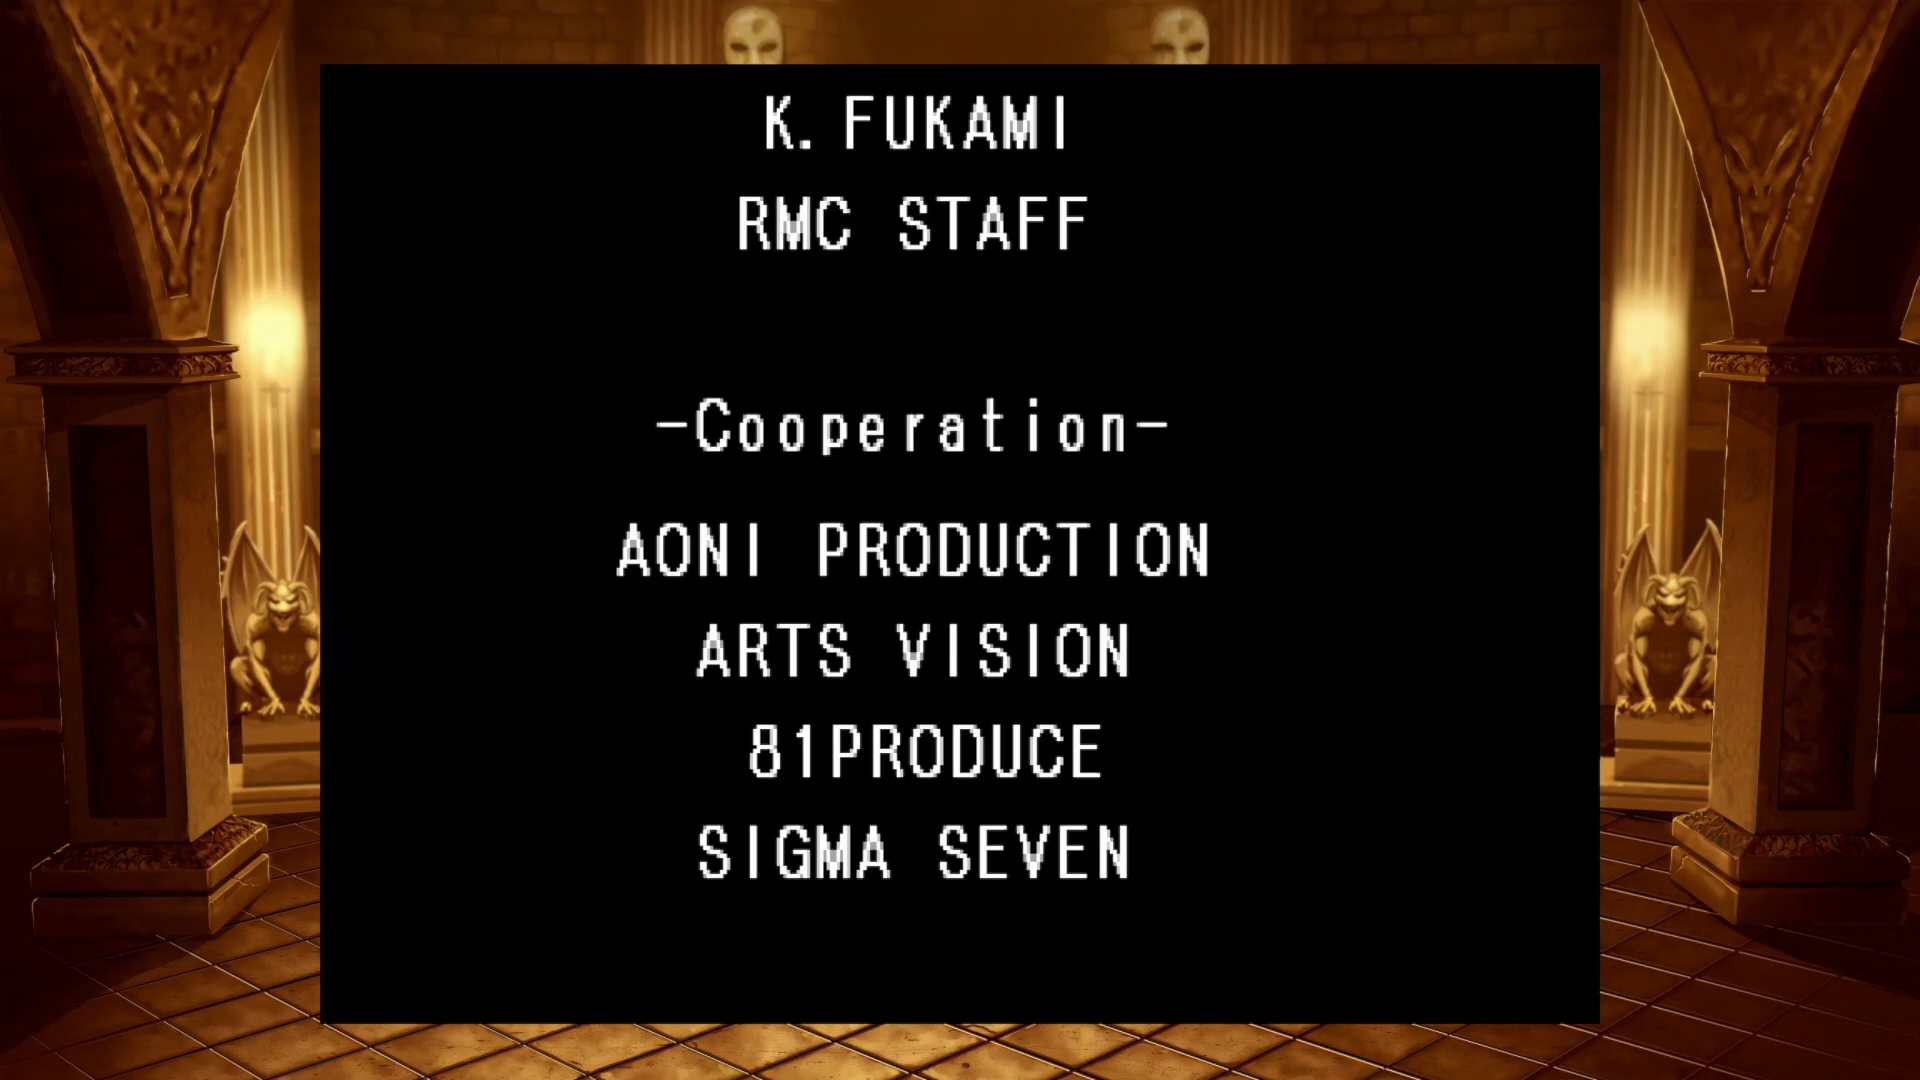 K. FUKAMI
RMC STAFF
-Cooperation-
AONI PRODUCTION
ARTS VISION
81PRODUCE
SIGMA SEVEN